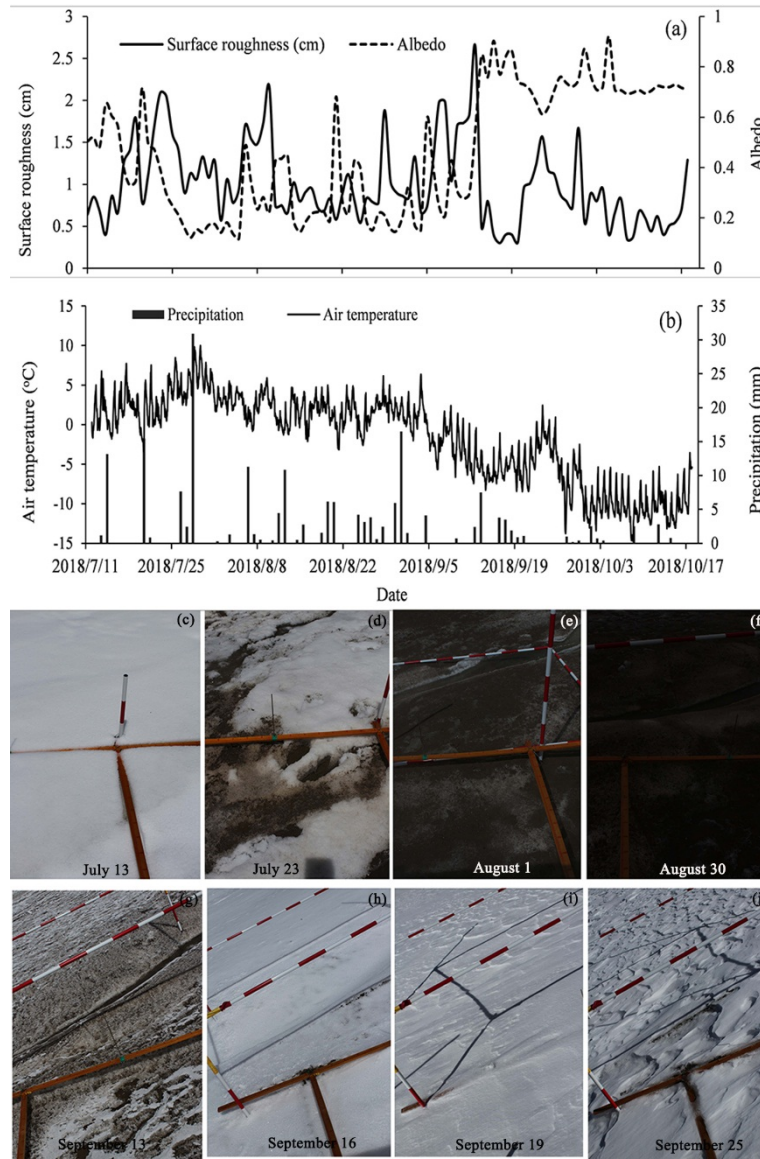 Surface roughness (cm)
Albedo
(a)
Surface roughness (cm)
3
2.5
2
1.5
1
0.5
0
1
0.8
0.6
0.4
0.2
0
Albedo
Precipitation
Air temperature
(b)
Air temperature (°C)
15
10
5
0
-5
-10
-15
35
30
25
20
15
10
5
0
Precipitation (mm)
2018/7/11 2018/7/25 2018/8/8 2018/8/22 2018/9/5 2018/9/19 2018/10/3 2018/10/17
Date
(c)
July 13
(d)
July 23
(e)
August 1
(f)
August 30
(g)
September 13
(h)
September 16
(i)
September 19
(j)
September 25